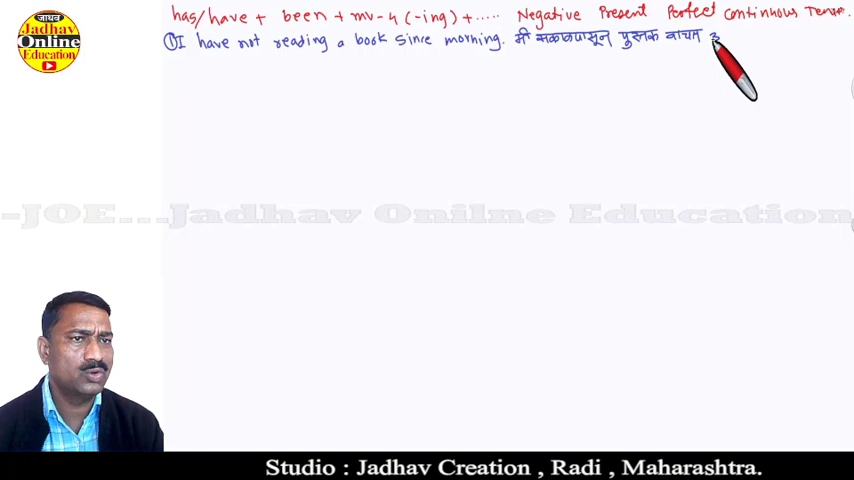 जाधव
Jadhav
Online
Education
has/have + been + mv-4 (-ing) + ..... Negative Present Perfect Continuous Tense.
① I have not reading a book since morning. मी सकाळपासून पुस्तक वाचत
-JOE...Jadhav Onilne Education
Studio : Jadhav Creation , Radi , Maharashtra.